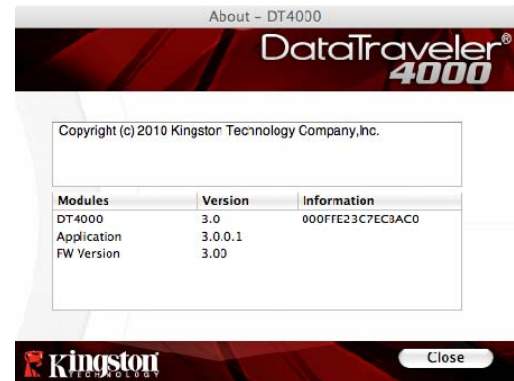 About – DT4000
DataTraveler®
4000
Copyright (c) 2010 Kingston Technology Company,Inc.
Modules Version Information
DT4000 3.0
Application 3.0.0.1
FW Version 3.00
Kingston
TECHNOLOGY
Close